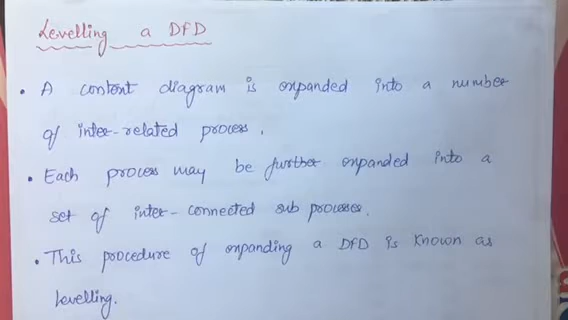 Levelling a DFD
• A context diagram is expanded into a number
of inter-related process.
• Each process may be further expanded into a
set of inter-connected sub processes.
• This procedure of expanding a DFD is known as
levelling.